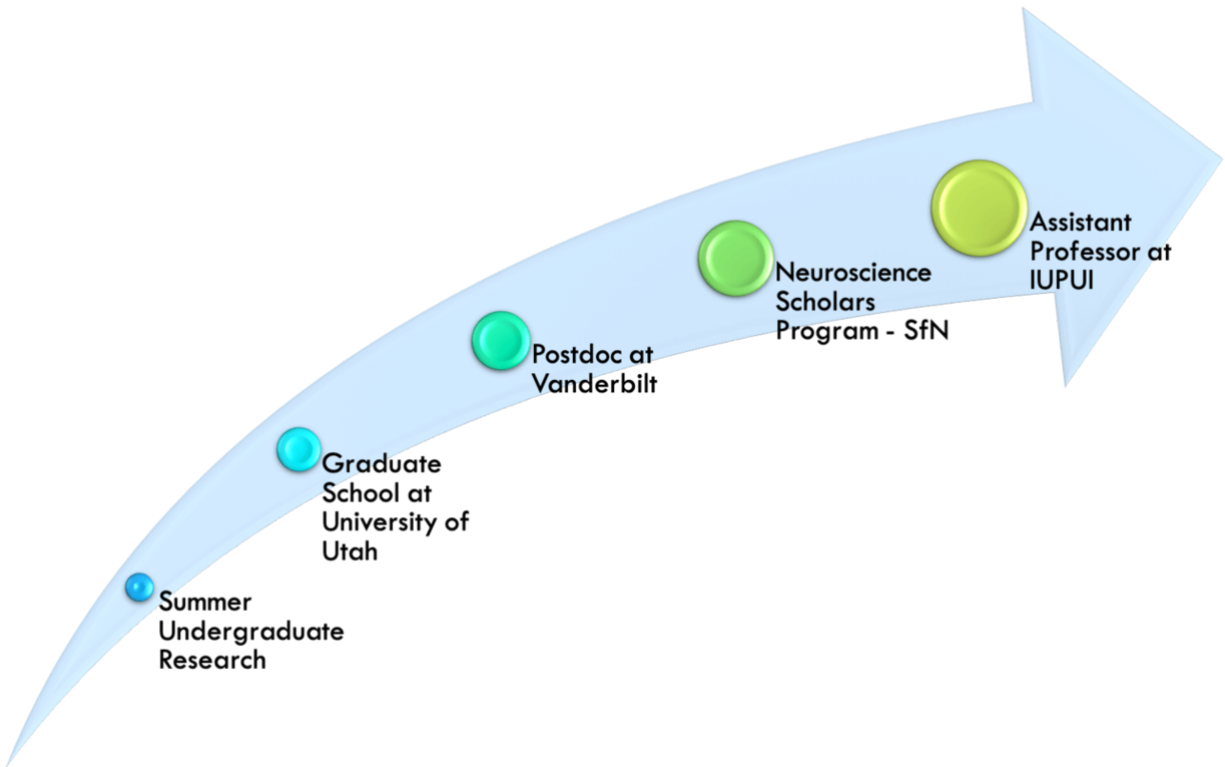 Assistant
Professor at
IUPUI
Neuroscience
Scholars
Program - SfN
Postdoc at
Vanderbilt
Graduate
School at
University of
Utah
Summer
Undergraduate
Research